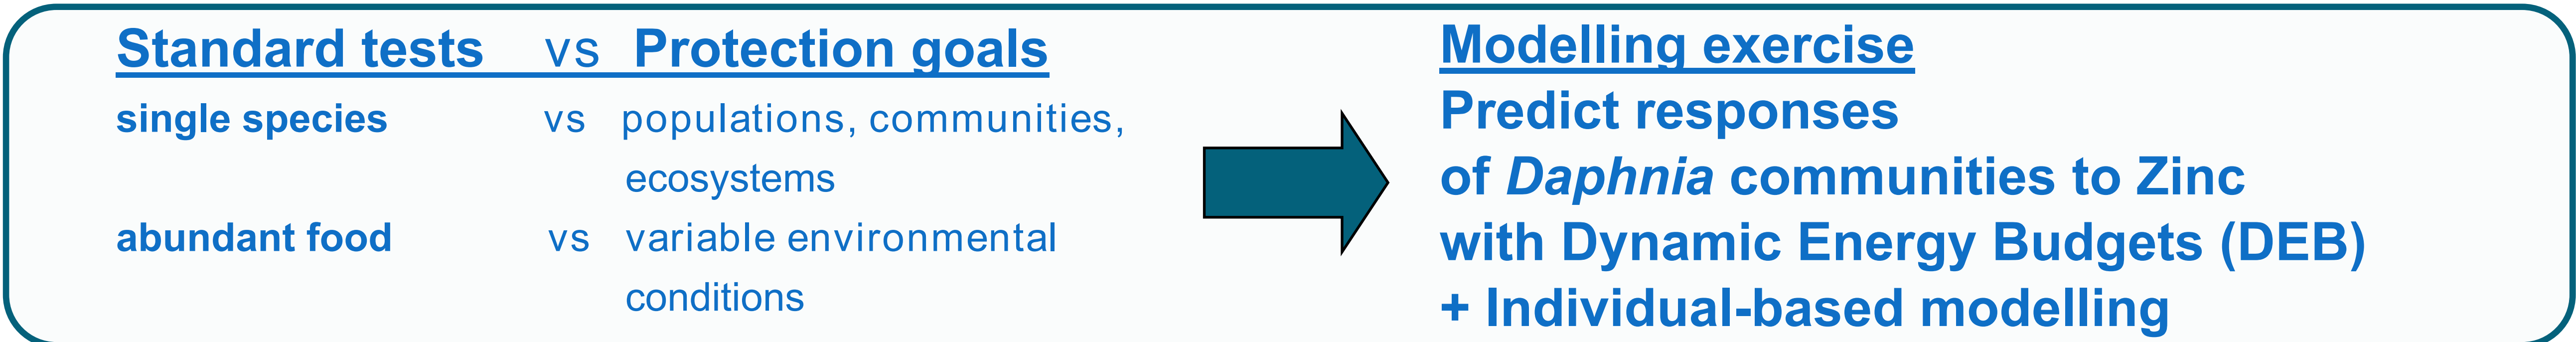 Standard tests vs Protection goals
single species vs populations, communities,
ecosystems
abundant food vs variable environmental
conditions
Modelling exercise
Predict responses
of Daphnia communities to Zinc
with Dynamic Energy Budgets (DEB)
+ Individual-based modelling